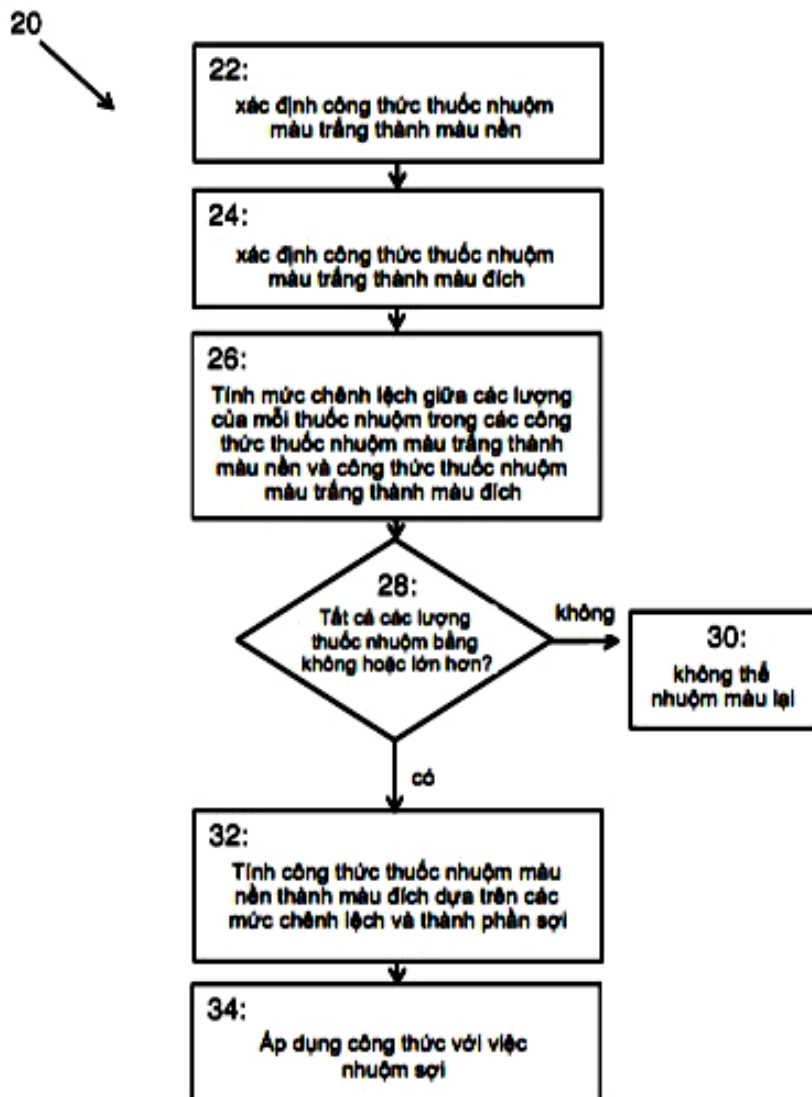 20
22:
xác định công thức thuốc nhuộm
màu trắng thành màu nền
24:
xác định công thức thuốc nhuộm
màu trắng thành màu đích
26:
Tính mức chênh lệch giữa các lượng
của mỗi thuốc nhuộm trong các công
thức thuốc nhuộm màu trắng thành
màu nền và công thức thuốc nhuộm
màu trắng thành màu đích
28:
Tất cả các lượng
thuốc nhuộm bằng
không hoặc lớn hơn?
không
30:
không thể
nhuộm màu lại
có
32:
Tính công thức thuốc nhuộm màu
nền thành màu đích dựa trên các
mức chênh lệch và thành phần sợi
34:
Áp dụng công thức với việc
nhuộm sợi